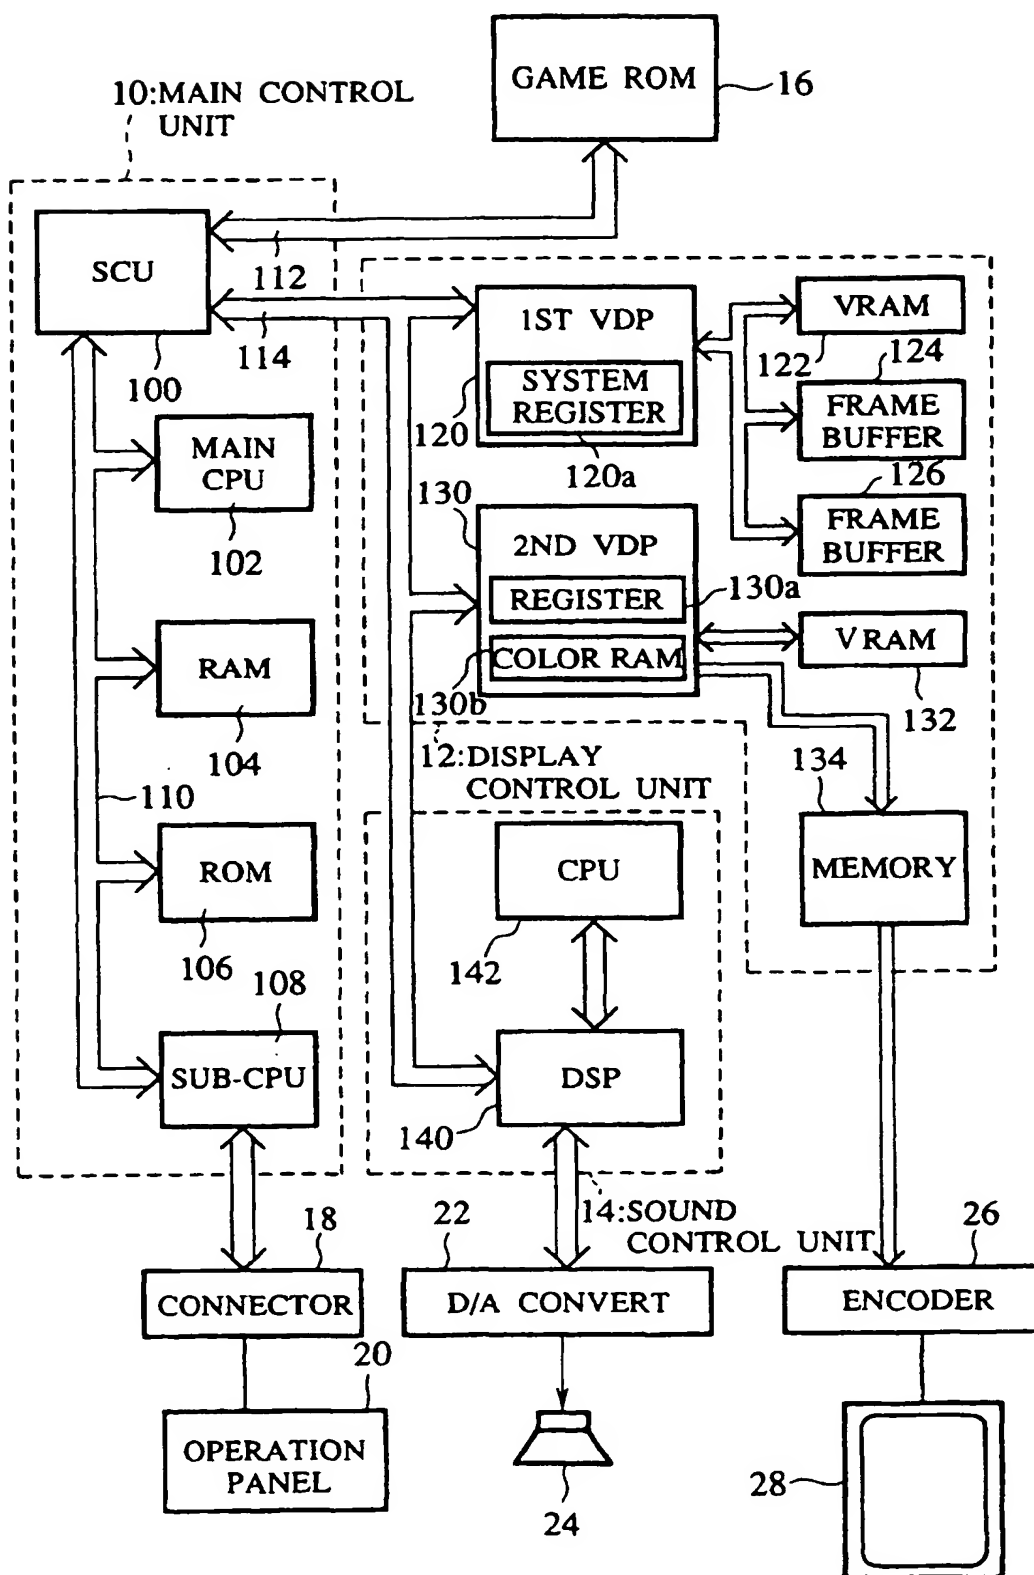 GAME ROM
16
10:MAIN CONTROL
UNIT
SCU
112
114
100
1ST VDP
SYSTEM
REGISTER
120
120a
VRAM
122
124
FRAME
BUFFER
126
FRAME
BUFFER
MAIN
CPU
102
130
2ND VDP
REGISTER
130a
COLOR RAM
130b
VRAM
132
RAM
104
12:DISPLAY
CONTROL UNIT
134
110
ROM
106
CPU
142
MEMORY
108
SUB-CPU
DSP
140
14:SOUND
CONTROL UNIT
18
CONNECTOR
22
D/A CONVERT
26
ENCODER
20
OPERATION
PANEL
24
28